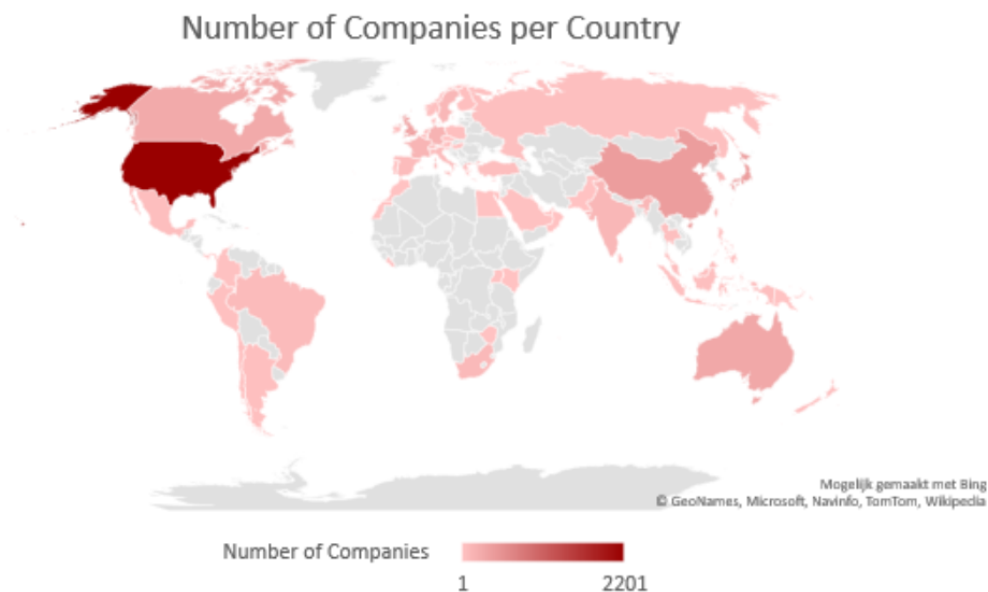 Number of Companies per Country
Mogelijk gemaakt met Bing
© GeoNames, Microsoft, Navinfo, TomTom, Wikipedia
Number of Companies
1
2201